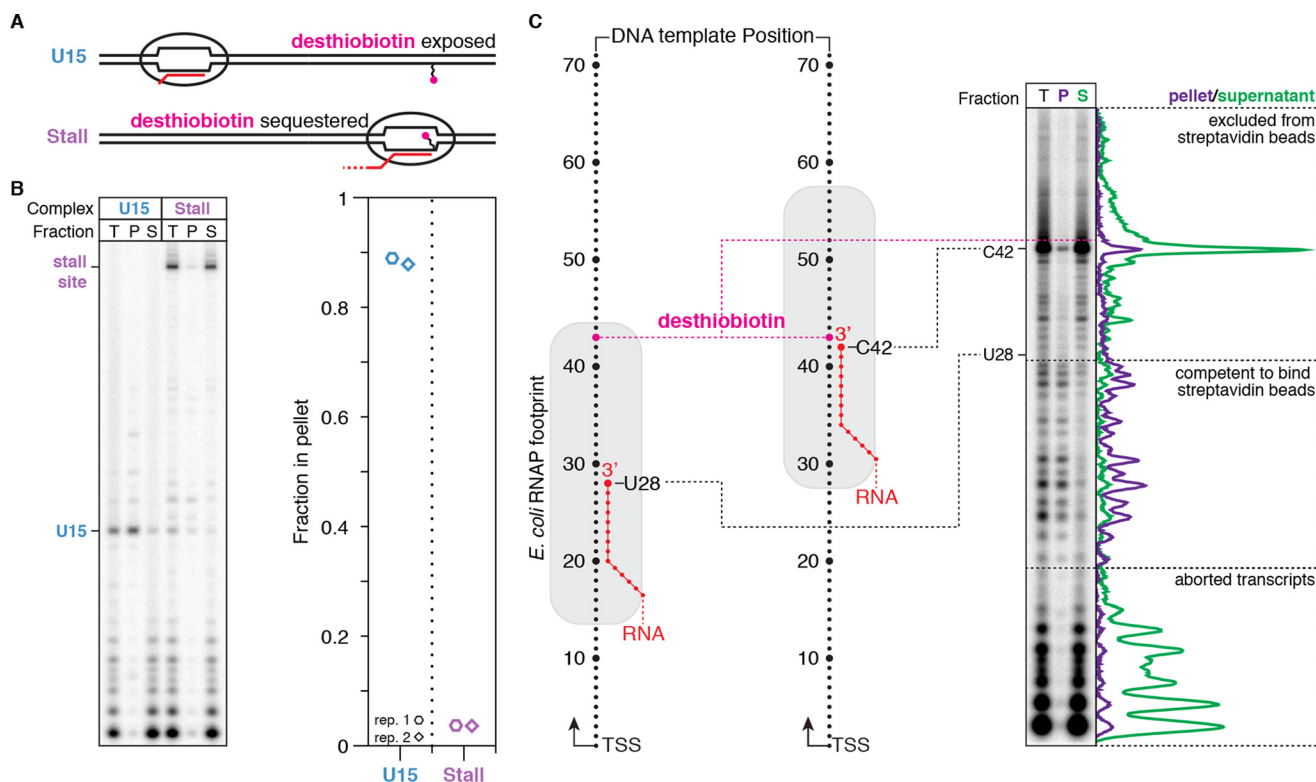 A
U15
desthiobiotin exposed
desthiobiotin sequestered
Stall
B
Complex
U15
Stall
Fraction
T
P
S
T
P
S
stall
site
U15
Fraction in pellet
1
0.8
0.6
0.4
0.2
0
rep. 1
rep. 2
U15
Stall
C
DNA template Position
70
60
50
40
30
20
10
TSS
E. coli RNAP footprint
3'
U28
RNA
desthiobiotin
70
60
50
40
30
20
10
TSS
3'
C42
RNA
Fraction
T
P
S
pellet/supernatant
C42
U28
excluded from
streptavidin beads
competent to bind
streptavidin beads
aborted transcripts